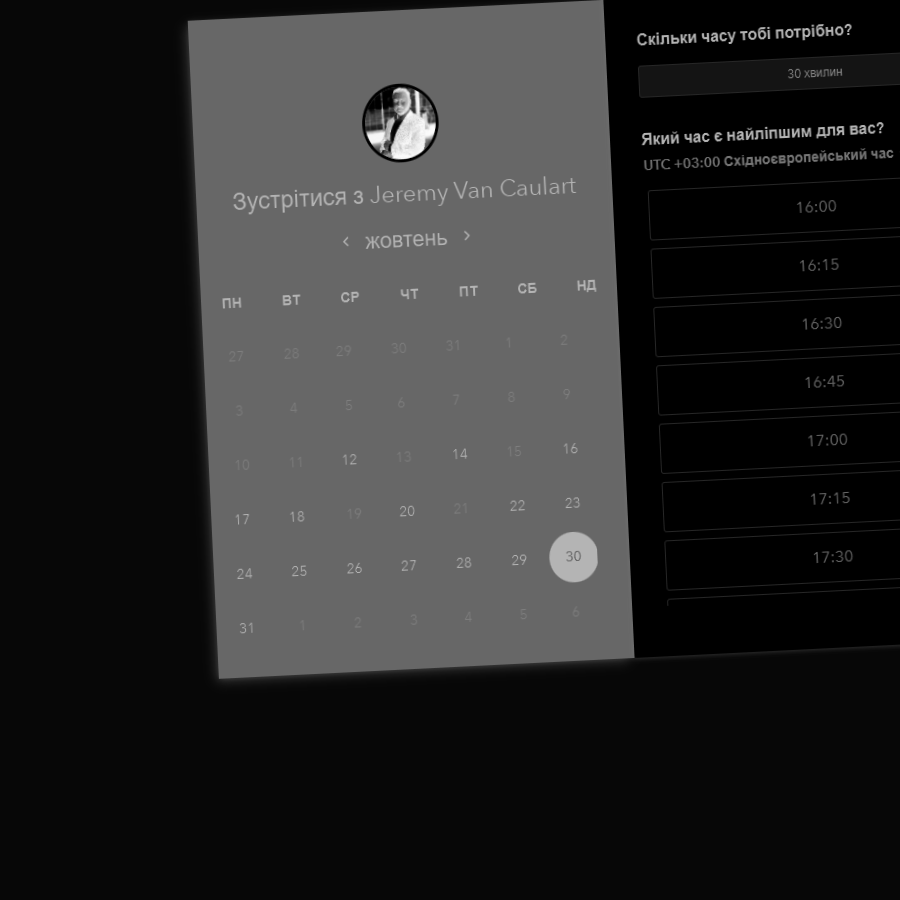 Зустрітися з Jeremy Van Caulart
жовтень
ПН ВТ СР ЧТ ПТ СБ НД
27 28 29 30 31 1 2
3 4 5 6 7 8 9
10 11 12 13 14 15 16
17 18 19 20 21 22 23
24 25 26 27 28 29 30
31 1 2 3 4 5 6
Скільки часу тобі потрібно?
30 хвилин
Який час є найліпшим для вас?
UTC +03:00 Східноєвропейський час
16:00
16:15
16:30
16:45
17:00
17:15
17:30